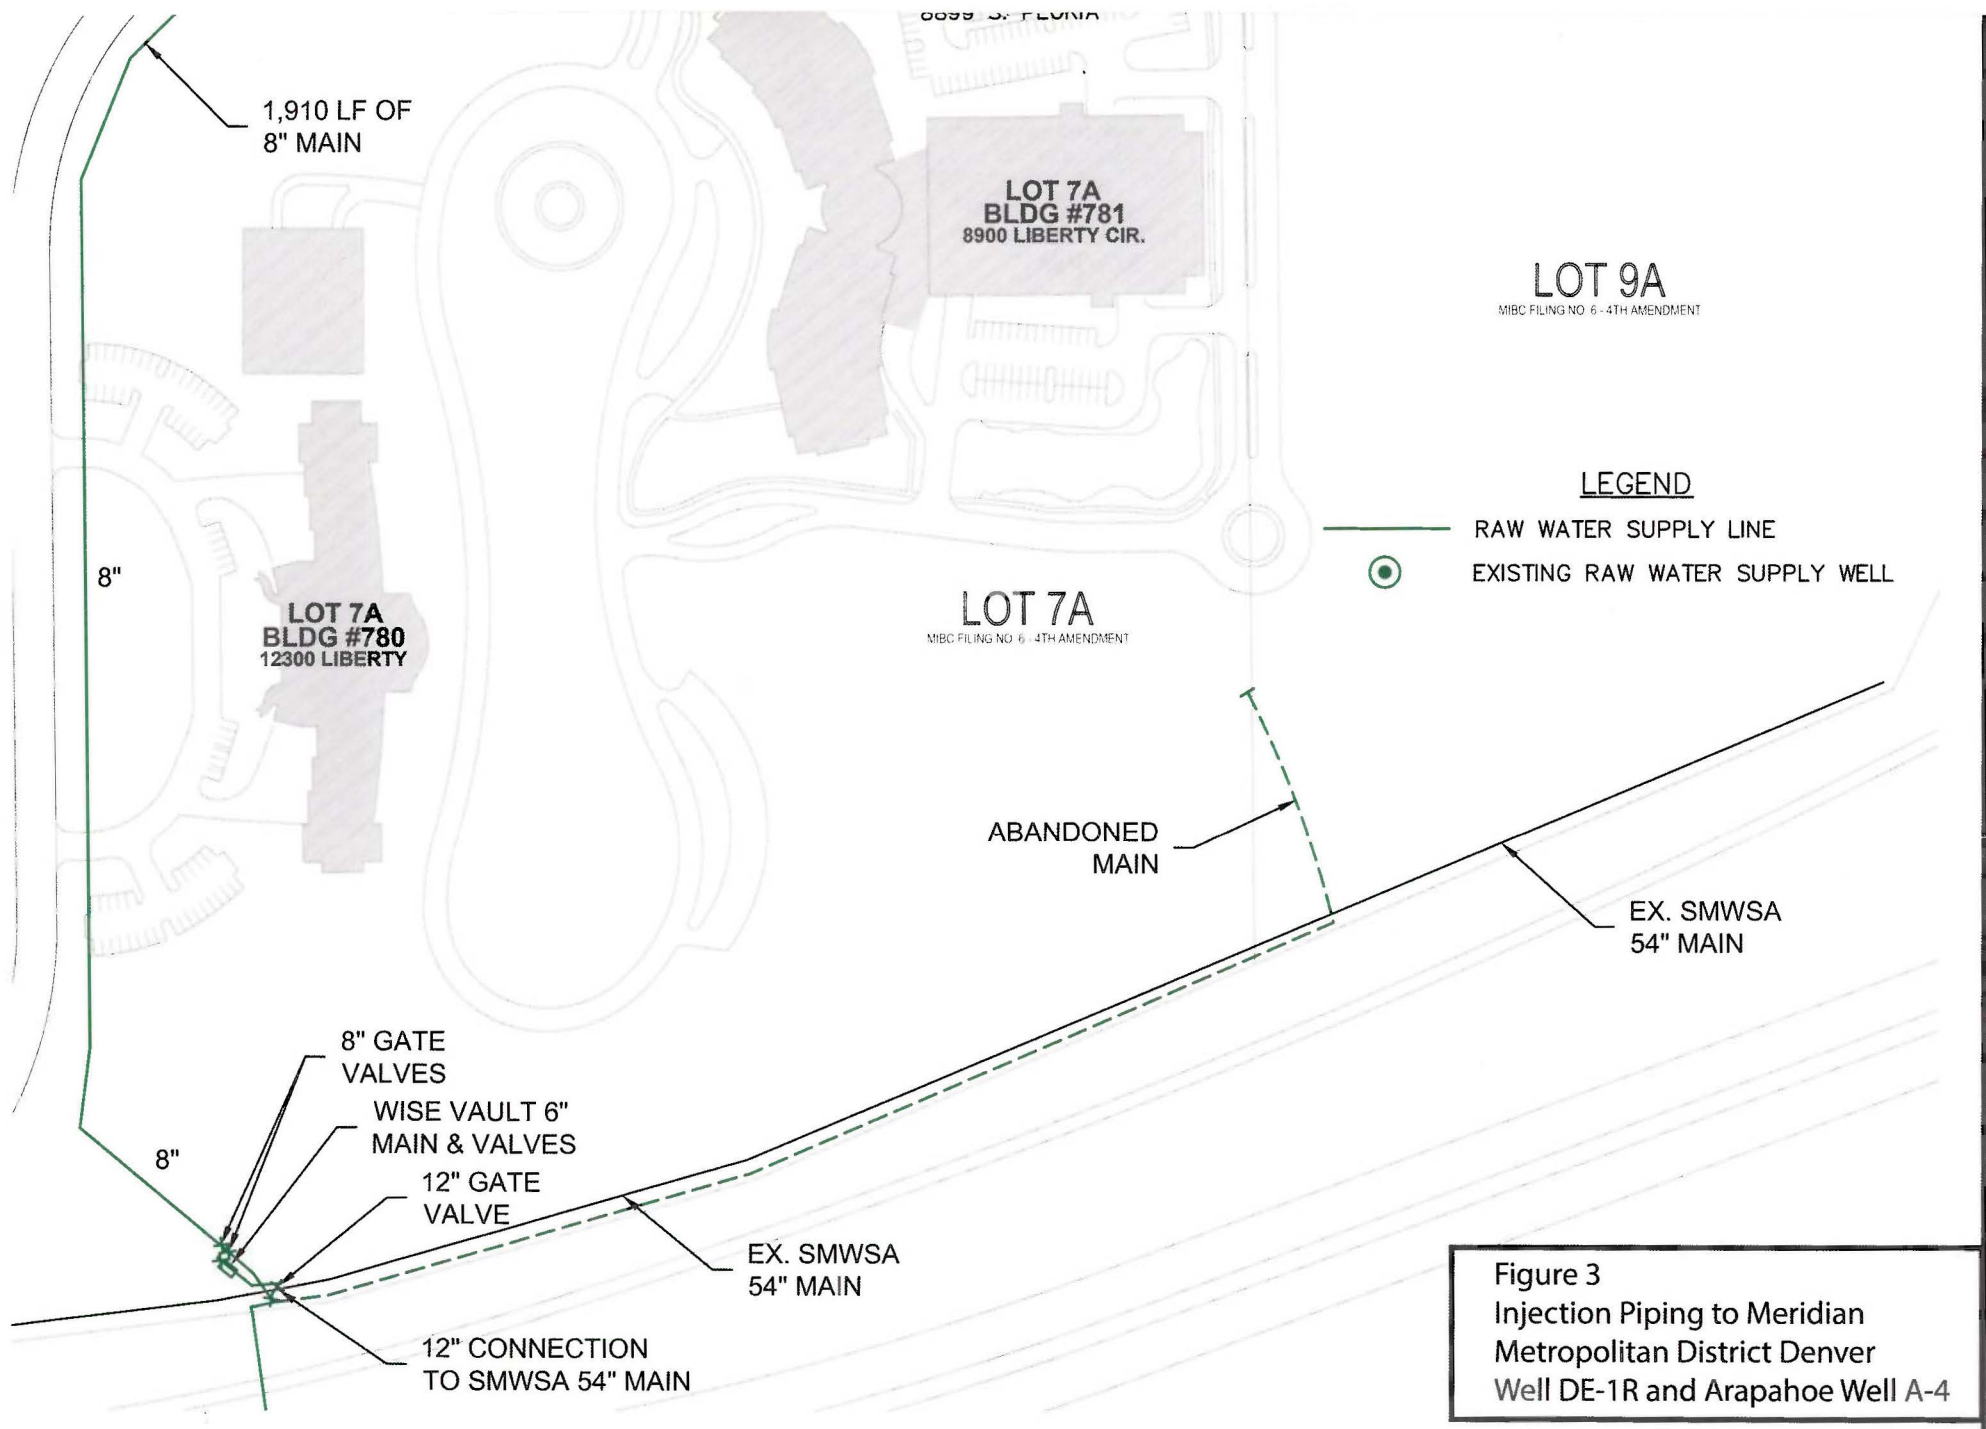 8899 S. PEORIA
1,910 LF OF
8" MAIN
LOT 7A
BLDG #781
8900 LIBERTY CIR.
LOT 9A
MIBC FILING NO. 6 - 4TH AMENDMENT
LEGEND
RAW WATER SUPPLY LINE
EXISTING RAW WATER SUPPLY WELL
8"
LOT 7A
BLDG #780
12300 LIBERTY
LOT 7A
MIBC FILING NO. 6 - 4TH AMENDMENT
ABANDONED
MAIN
EX. SMWSA
54" MAIN
8" GATE
VALVES
WISE VAULT 6"
MAIN & VALVES
8"
12" GATE
VALVE
EX. SMWSA
54" MAIN
12" CONNECTION
TO SMWSA 54" MAIN
Figure 3
Injection Piping to Meridian
Metropolitan District Denver
Well DE-1R and Arapahoe Well A-4